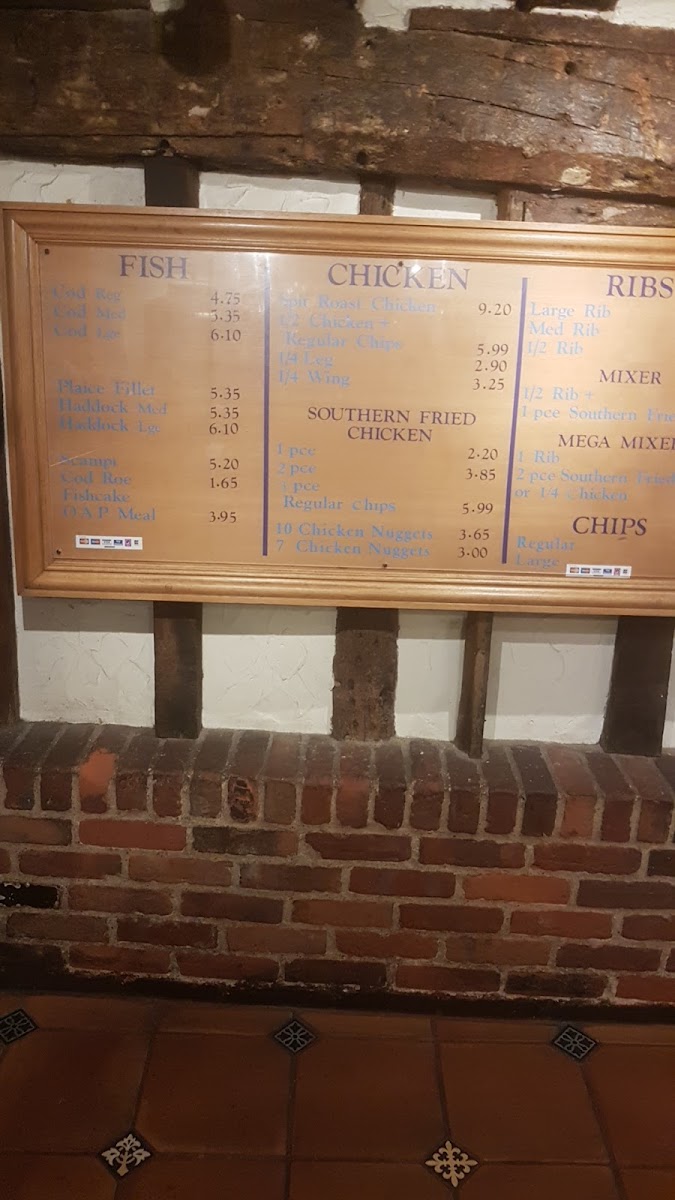 FISH
Cod Reg 4.75
Cod Med 5.35
Cod Lge 6.10
Plaice Fillet 5.35
Haddock Med 5.35
Haddock Lge 6.10
Scampi 5.20
Cod Roe 1.65
Fishcake
O.A.P. Meal 3.95
CHICKEN
Spit Roast Chicken 9.20
1/2 Chicken +
Regular Chips 5.99
1/4 Leg 2.90
1/4 Wing 3.25
SOUTHERN FRIED
CHICKEN
1 pce 2.20
2 pce 3.85
pce
Regular chips 5.99
10 Chicken Nuggets 3.65
7 Chicken Nuggets 3.00
RIBS
Large Rib
Med Rib
1/2 Rib
MIXER
1/2 Rib +
1 pce Southern Frie
MEGA MIXE
1 Rib
2 pce Southern Fried
or 1/4 Chicken
CHIPS
Regular
Large